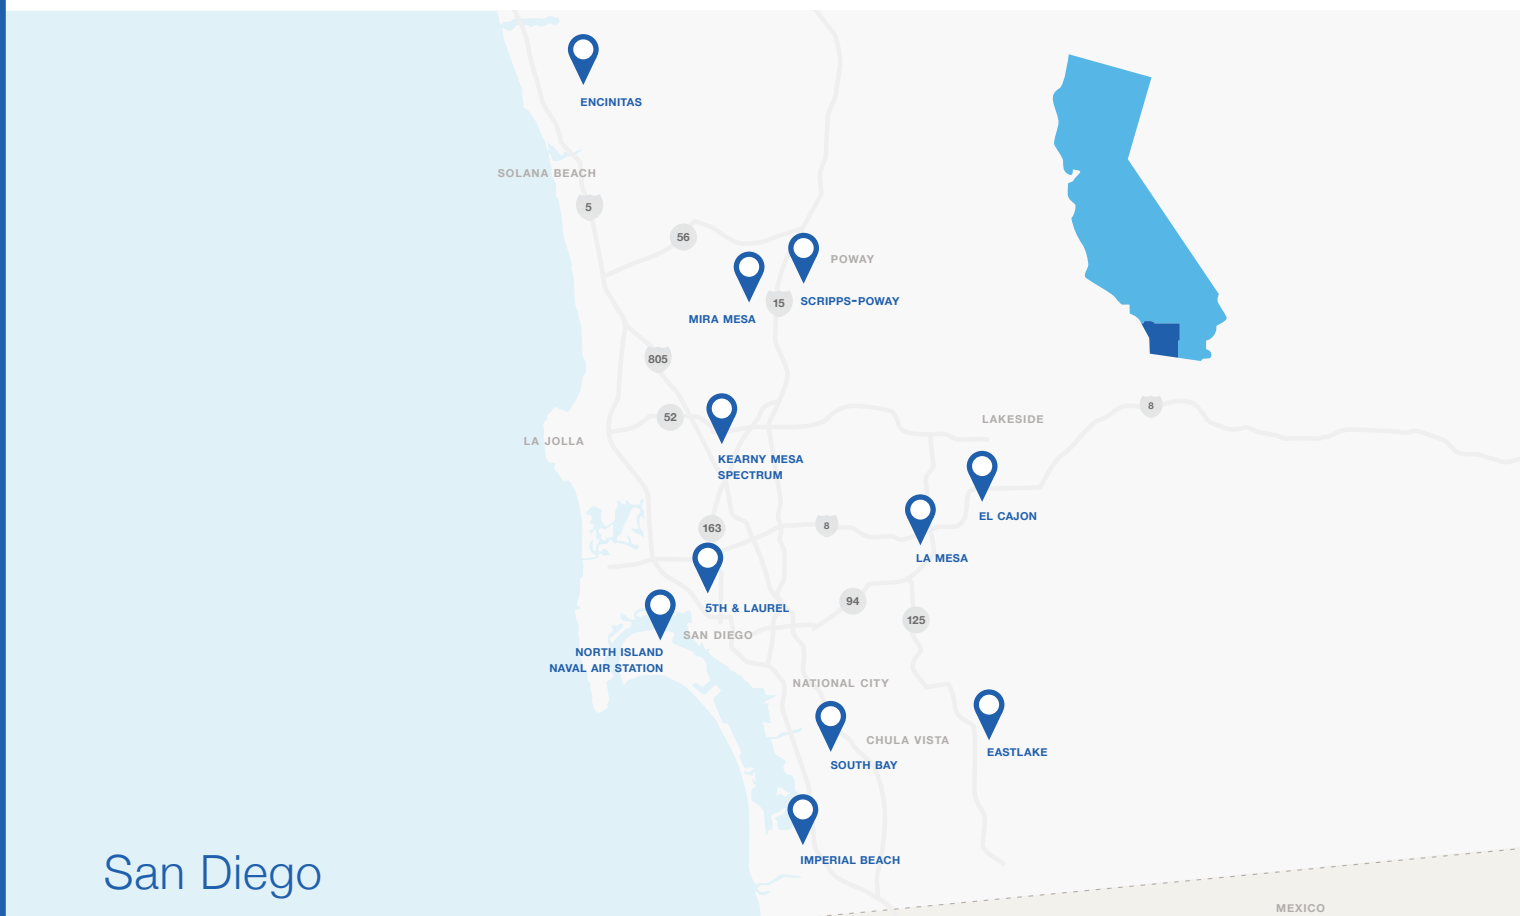 ENCINITAS
SOLANA BEACH
5
56
POWAY
SCRIPPS-POWAY
15
MIRA MESA
805
8
52
LAKESIDE
LA JOLLA
KEARNY MESA
SPECTRUM
EL CAJON
163
8
LA MESA
94
5TH & LAUREL
125
SAN DIEGO
NORTH ISLAND
NAVAL AIR STATION
NATIONAL CITY
CHULA VISTA
EASTLAKE
SOUTH BAY
IMPERIAL BEACH
San Diego
MEXICO